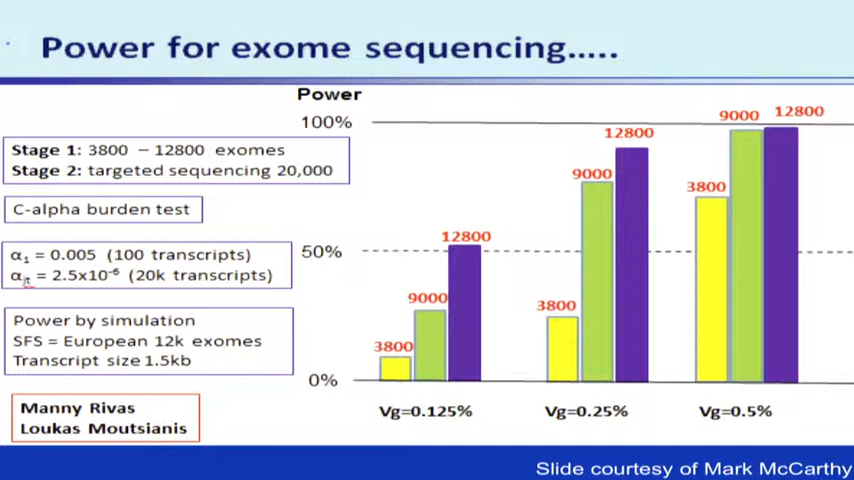 Power for exome sequencing.....
Power
100%
50%
0%
Stage 1: 3800 – 12800 exomes
Stage 2: targeted sequencing 20,000
C-alpha burden test
α1 = 0.005 (100 transcripts)
αjt = 2.5x10⁻⁶ (20k transcripts)
Power by simulation
SFS = European 12k exomes
Transcript size 1.5kb
Manny Rivas
Loukas Moutsianis
3800
9000
12800
3800
9000
12800
3800
9000
12800
Vg=0.125%
Vg=0.25%
Vg=0.5%
Slide courtesy of Mark McCarthy